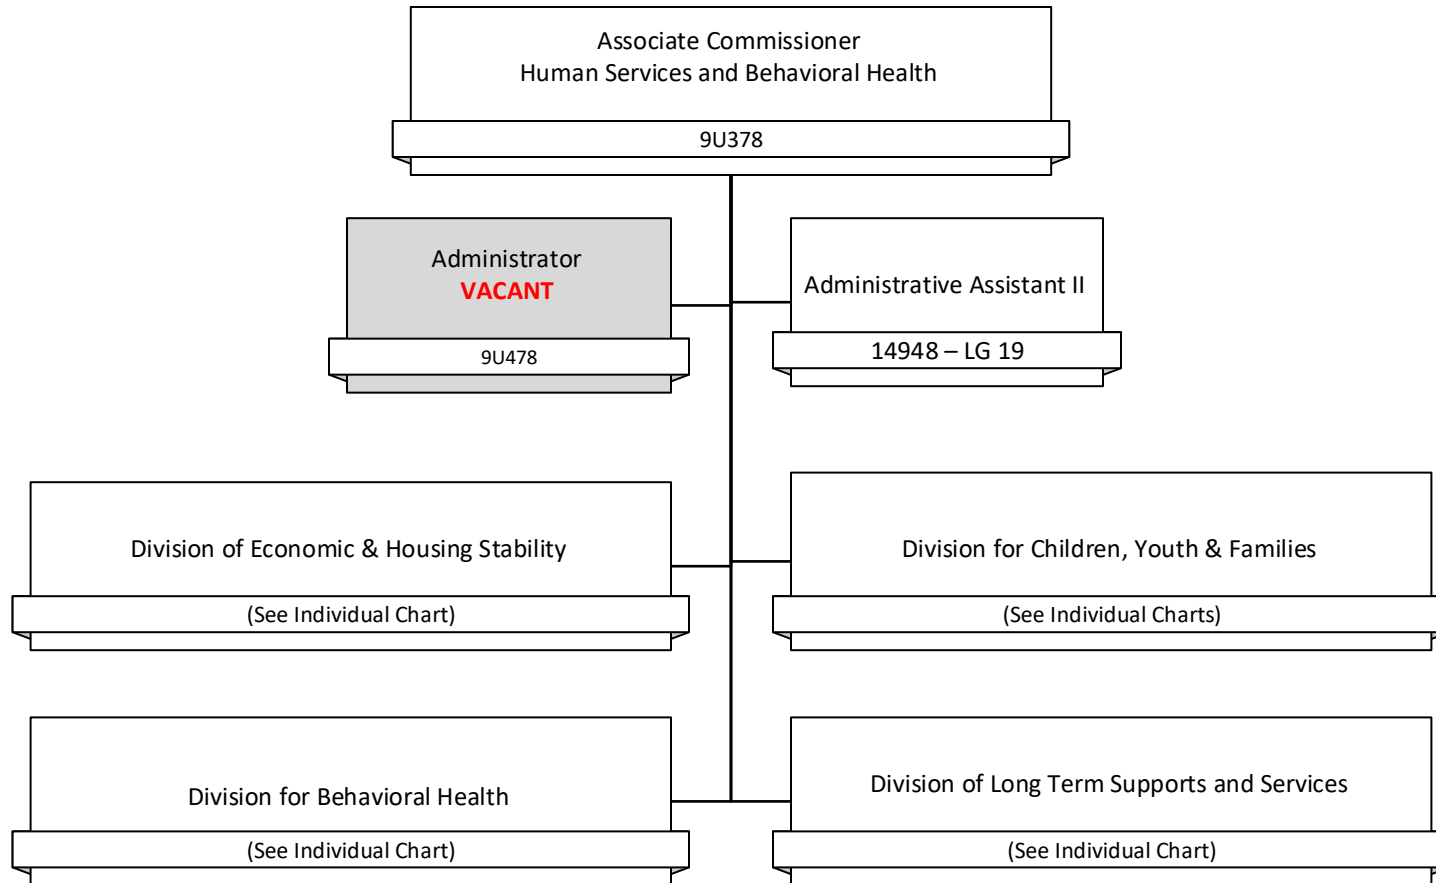 Associate Commissioner
Human Services and Behavioral Health
9U378
Administrator
VACANT
9U478
Administrative Assistant II
14948 – LG 19
Division of Economic & Housing Stability
(See Individual Chart)
Division for Children, Youth & Families
(See Individual Charts)
Division for Behavioral Health
(See Individual Chart)
Division of Long Term Supports and Services
(See Individual Chart)